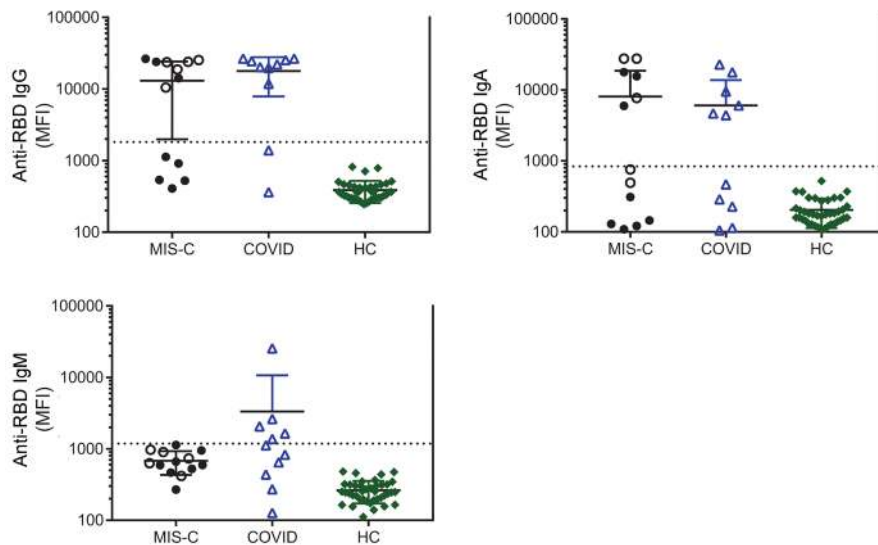 Anti-RBD IgG
(MFI)
100000
10000
1000
100
MIS-C COVID HC
Anti-RBD IgA
(MFI)
100000
10000
1000
100
MIS-C COVID HC
Anti-RBD IgM
(MFI)
100000
10000
1000
100
MIS-C COVID HC